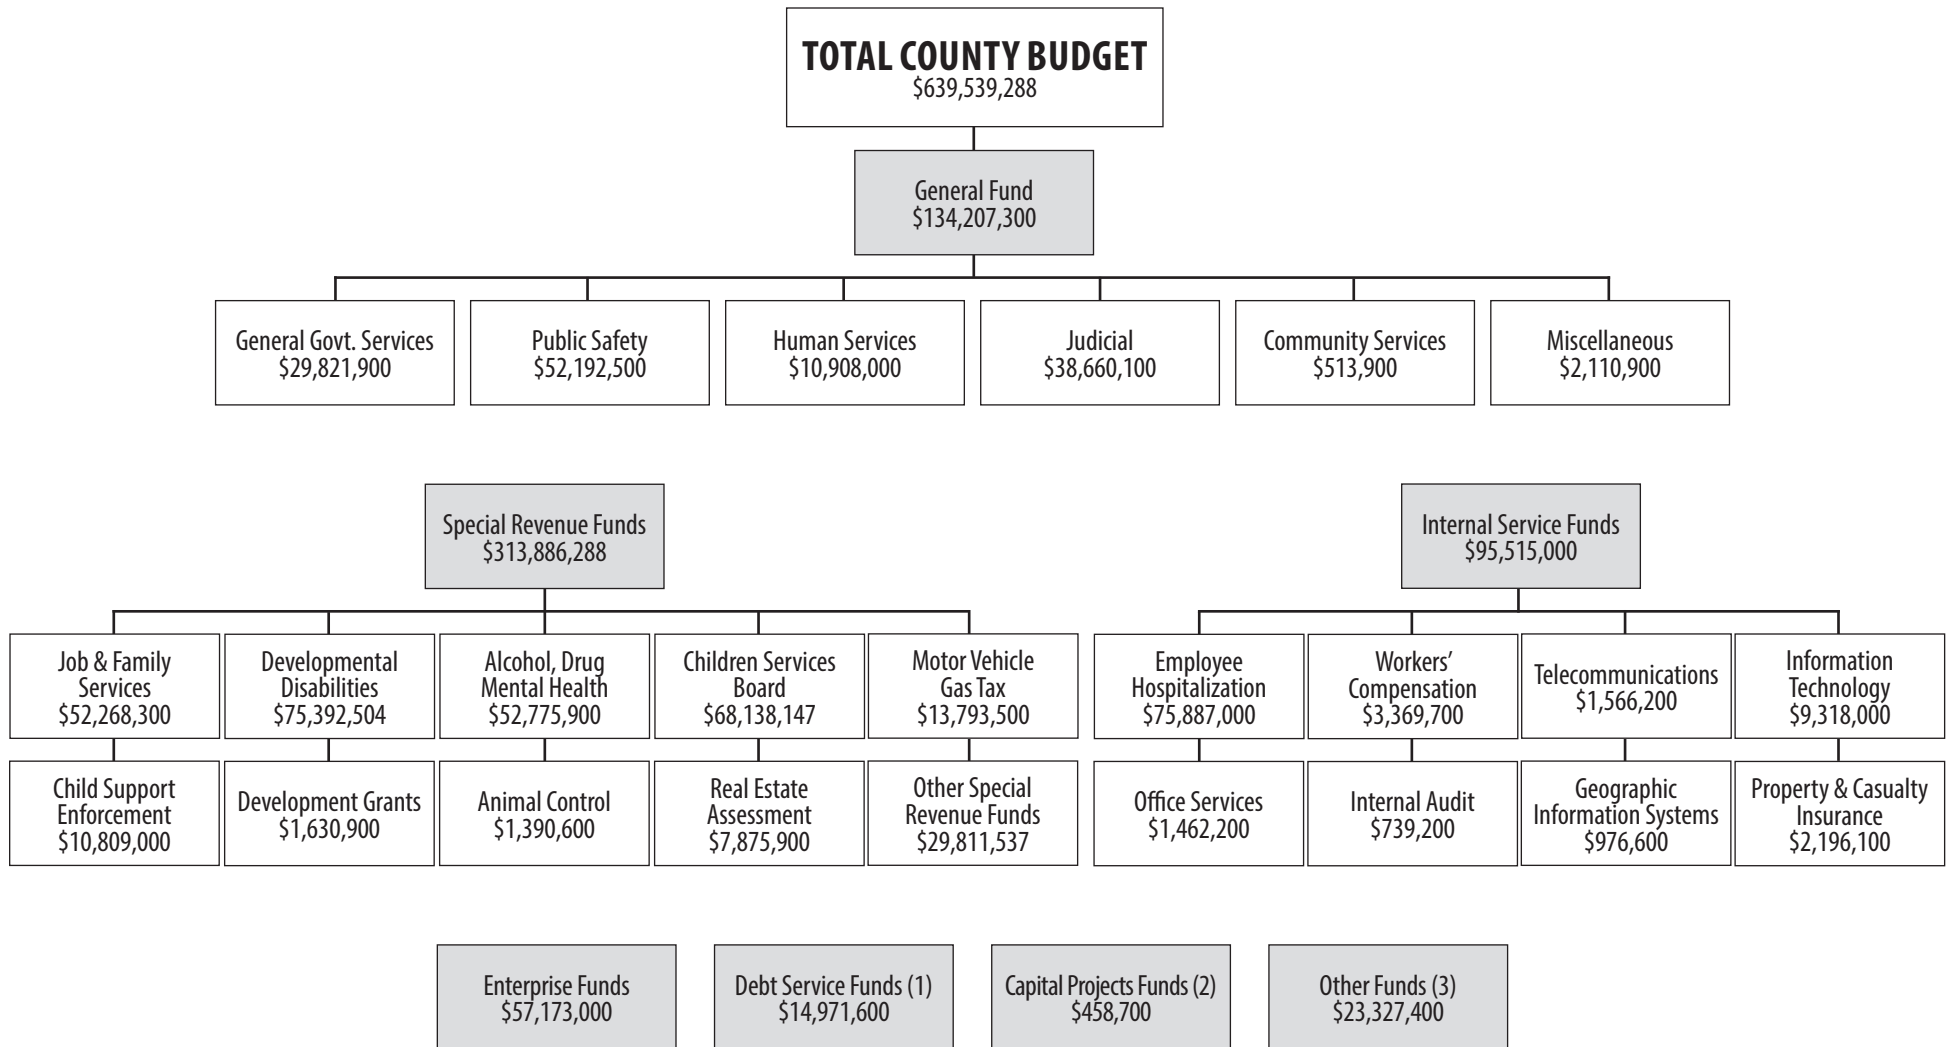 TOTAL COUNTY BUDGET
$639,539,288
General Fund
$134,207,300
General Govt. Services
$29,821,900
Public Safety
$52,192,500
Human Services
$10,908,000
Judicial
$38,660,100
Community Services
$513,900
Miscellaneous
$2,110,900
Special Revenue Funds
$313,886,288
Internal Service Funds
$95,515,000
Job & Family
Services
$52,268,300
Developmental
Disabilities
$75,392,504
Alcohol, Drug
Mental Health
$52,775,900
Children Services
Board
$68,138,147
Motor Vehicle
Gas Tax
$13,793,500
Employee
Hospitalization
$75,887,000
Workers’
Compensation
$3,369,700
Telecommunications
$1,566,200
Information
Technology
$9,318,000
Child Support
Enforcement
$10,809,000
Development Grants
$1,630,900
Animal Control
$1,390,600
Real Estate
Assessment
$7,875,900
Other Special
Revenue Funds
$29,811,537
Office Services
$1,462,200
Internal Audit
$739,200
Geographic
Information Systems
$976,600
Property & Casualty
Insurance
$2,196,100
Enterprise Funds
$57,173,000
Debt Service Funds (1)
$14,971,600
Capital Projects Funds (2)
$458,700
Other Funds (3)
$23,327,400